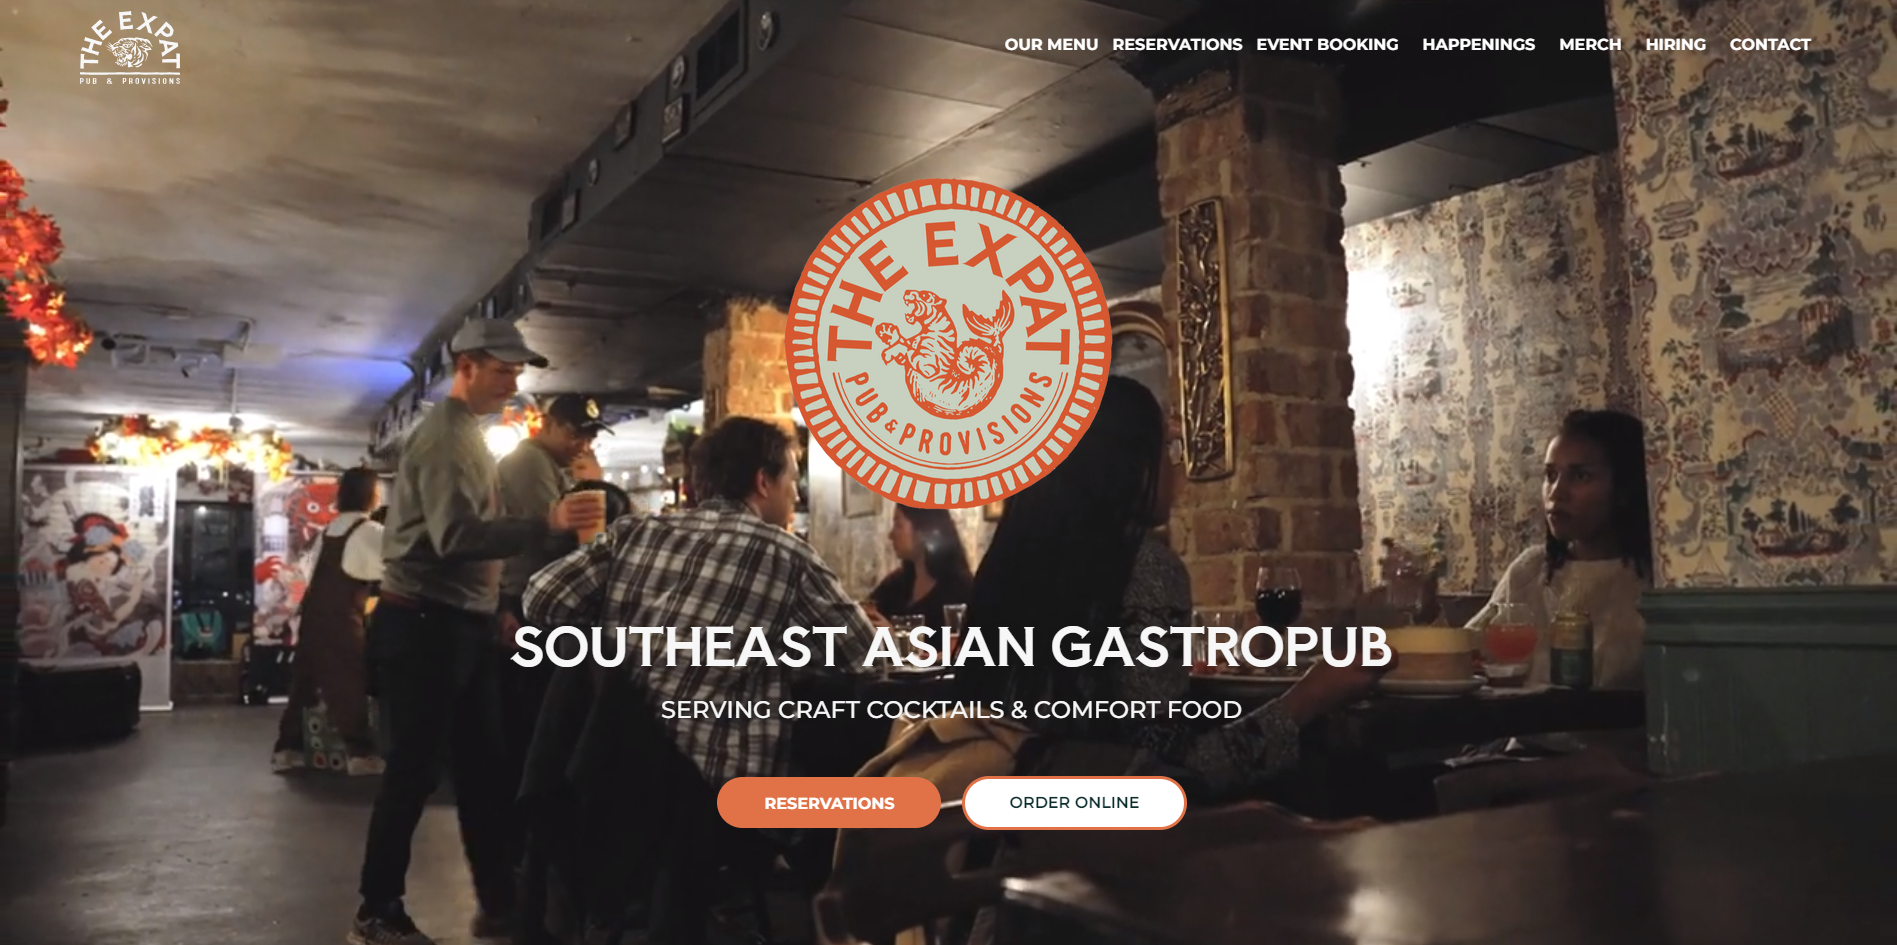 THE EXPAT
PUB & PROVISIONS
OUR MENU RESERVATIONS EVENT BOOKING HAPPENINGS MERCH HIRING CONTACT
THE EXPAT
PUB & PROVISIONS
SOUTHEAST ASIAN GASTROPUB
SERVING CRAFT COCKTAILS & COMFORT FOOD
RESERVATIONS
ORDER ONLINE